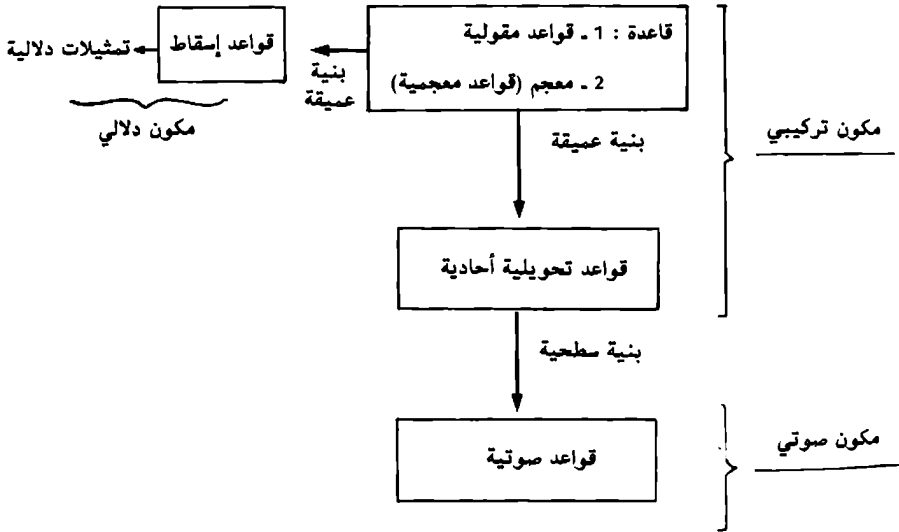 قاعدة : 1 ـ قواعد مقولية
2 ـ معجم (قواعد معجمية)
بنية
عميقة
قواعد إسقاط
تمثيلات دلالية
مكون دلالي
مكون تركيبي
بنية عميقة
قواعد تحويلية أحادية
بنية سطحية
قواعد صوتية
مكون صوتي